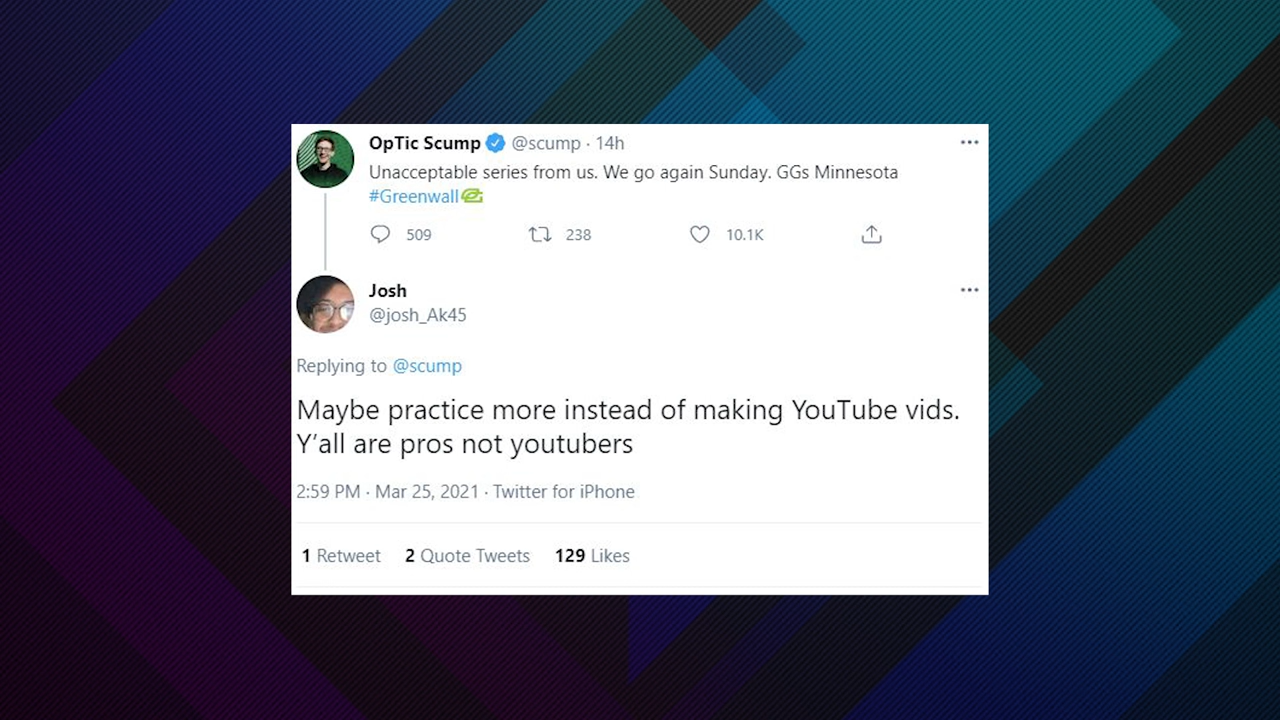 OpTic Scump @scump · 14h
Unacceptable series from us. We go again Sunday. GGs Minnesota
#Greenwall
509 238 10.1K
Josh
@josh_Ak45
Replying to @scump
Maybe practice more instead of making YouTube vids.
Y'all are pros not youtubers
2:59 PM · Mar 25, 2021 · Twitter for iPhone
1 Retweet 2 Quote Tweets 129 Likes